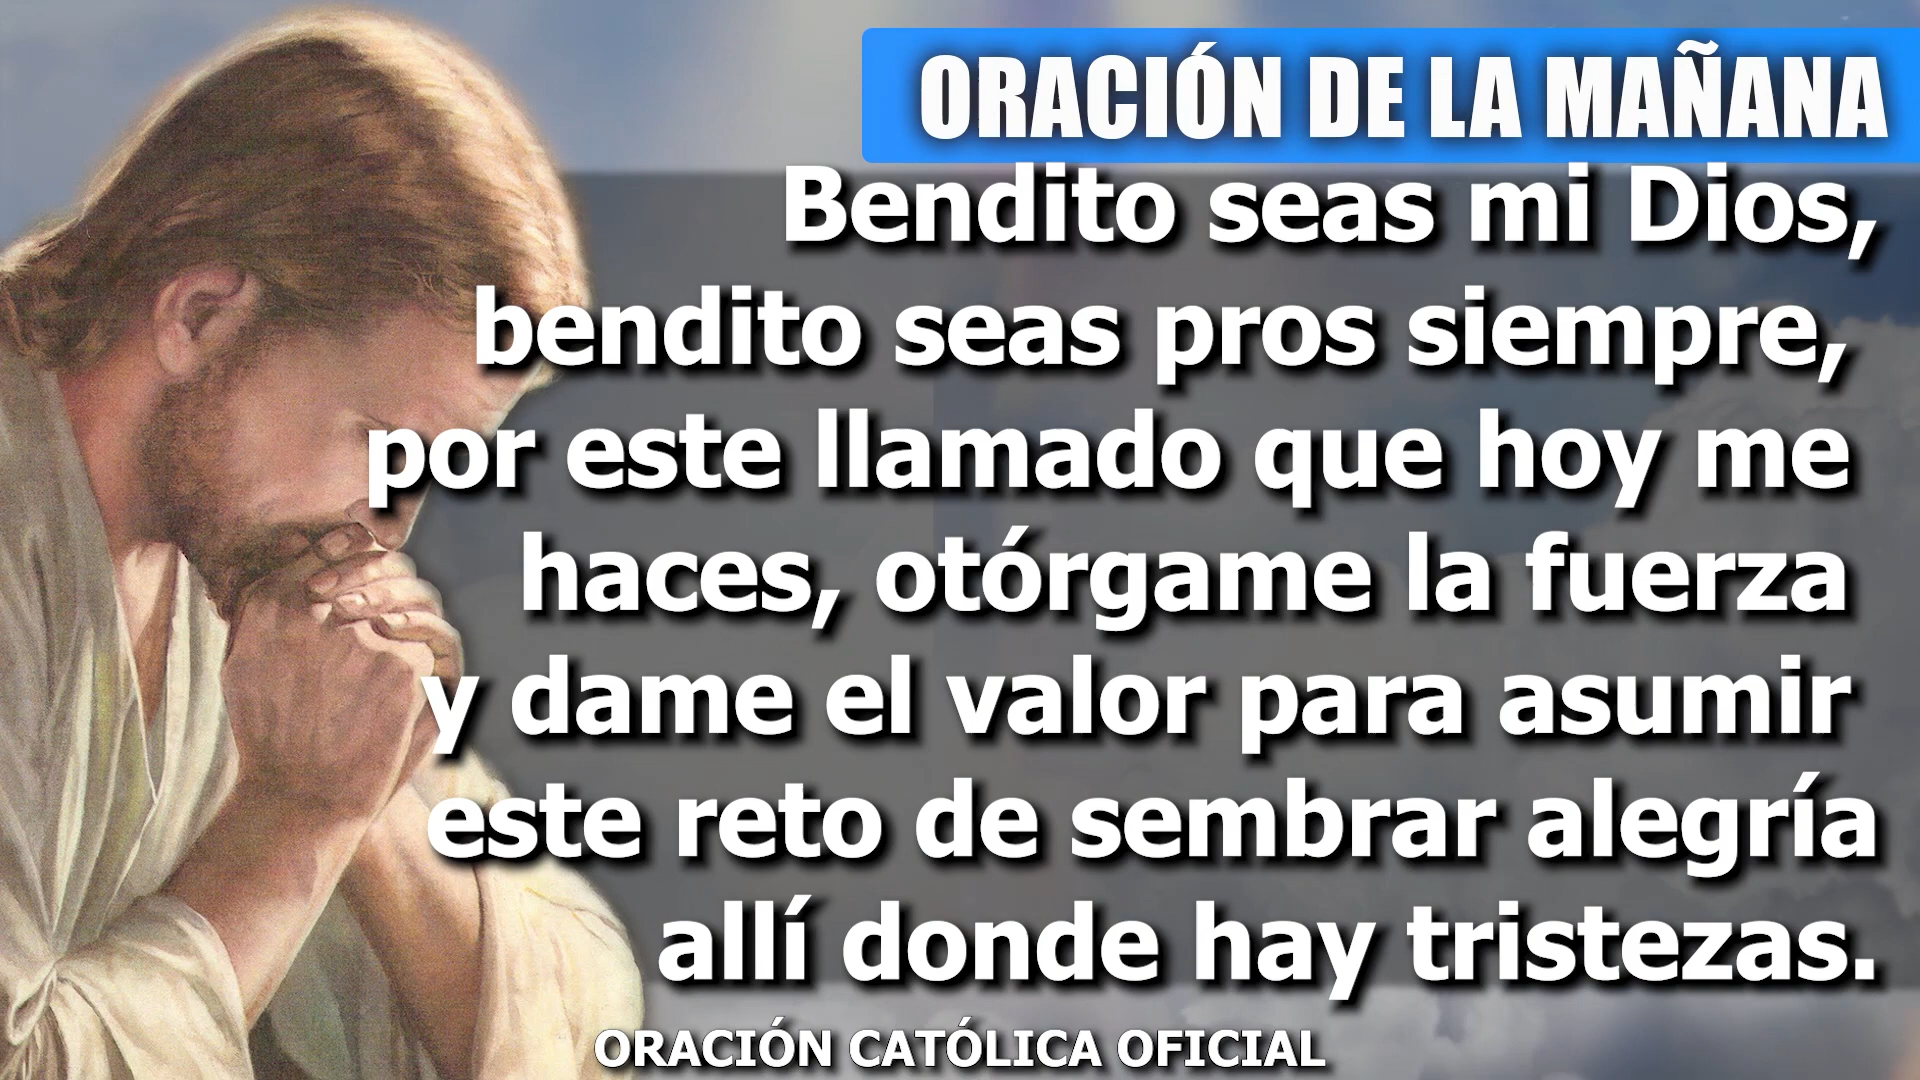 ORACIÓN DE LA MAÑANA
Bendito seas mi Dios,
bendito seas pros siempre,
por este llamado que hoy me
haces, otórgame la fuerza
y dame el valor para asumir
este reto de sembrar alegría
allí donde hay tristezas.
ORACIÓN CATÓLICA OFICIAL